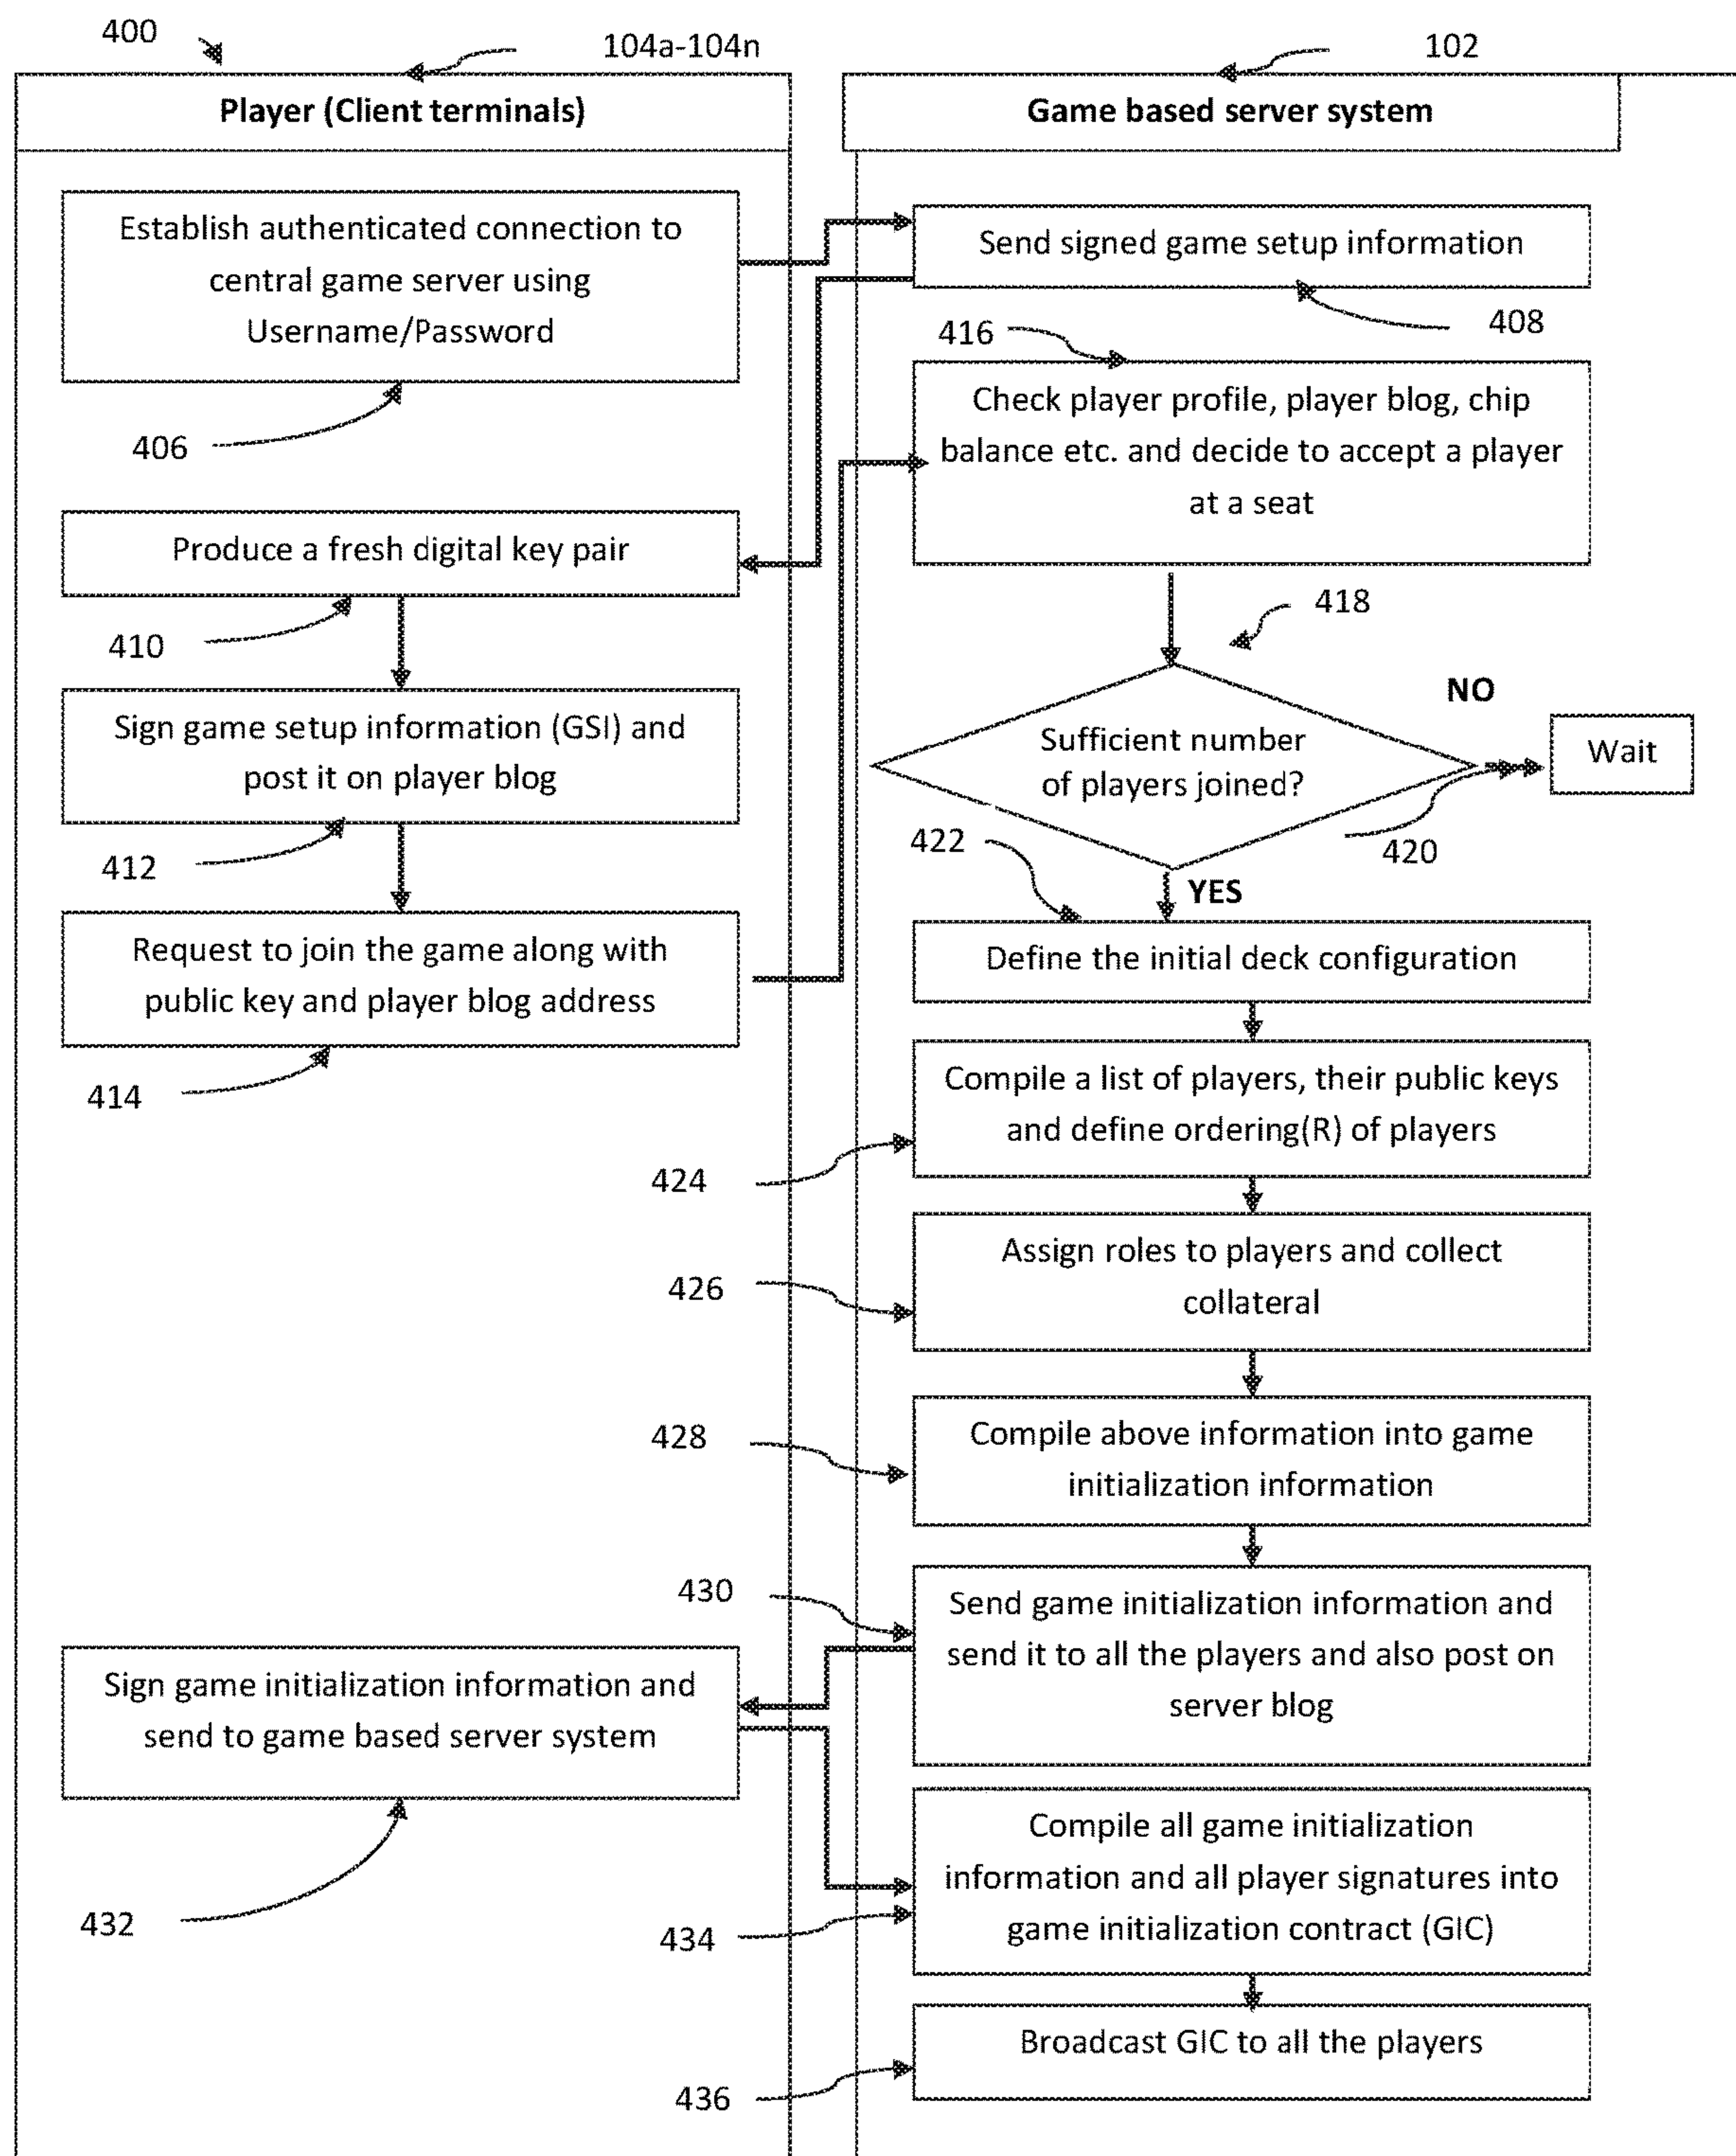 400
104a-104n
102
Player (Client terminals)
Game based server system
Establish authenticated connection to
central game server using
Username/Password
406
Send signed game setup information
408
416
Check player profile, player blog, chip
balance etc. and decide to accept a player
at a seat
Produce a fresh digital key pair
410
418
Sign game setup information (GSI) and
post it on player blog
412
NO
Sufficient number
of players joined?
Wait
420
422
YES
Request to join the game along with
public key and player blog address
414
Define the initial deck configuration
Compile a list of players, their public keys
and define ordering(R) of players
424
Assign roles to players and collect
collateral
426
Compile above information into game
initialization information
428
430
Send game initialization information and
send it to all the players and also post on
server blog
Sign game initialization information and
send to game based server system
432
Compile all game initialization
information and all player signatures into
game initialization contract (GIC)
434
Broadcast GIC to all the players
436